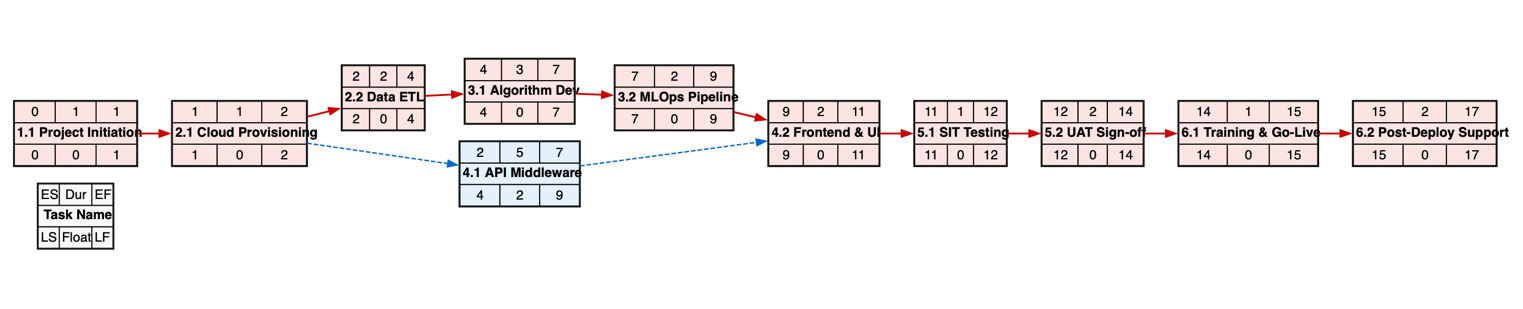 0 1 1
1.1 Project Initiation
0 0 1
1 1 2
2.1 Cloud Provisioning
1 0 2
2 2 4
2.2 Data ETL
2 0 4
4 3 7
3.1 Algorithm Dev
4 0 7
7 2 9
3.2 MLOps Pipeline
7 0 9
2 5 7
4.1 API Middleware
4 2 9
9 2 11
4.2 Frontend & UI
9 0 11
11 1 12
5.1 SIT Testing
11 0 12
12 2 14
5.2 UAT Sign-off
12 0 14
14 1 15
6.1 Training & Go-Live
14 0 15
15 2 17
6.2 Post-Deploy Support
15 0 17
ES Dur EF
Task Name
LS Float LF